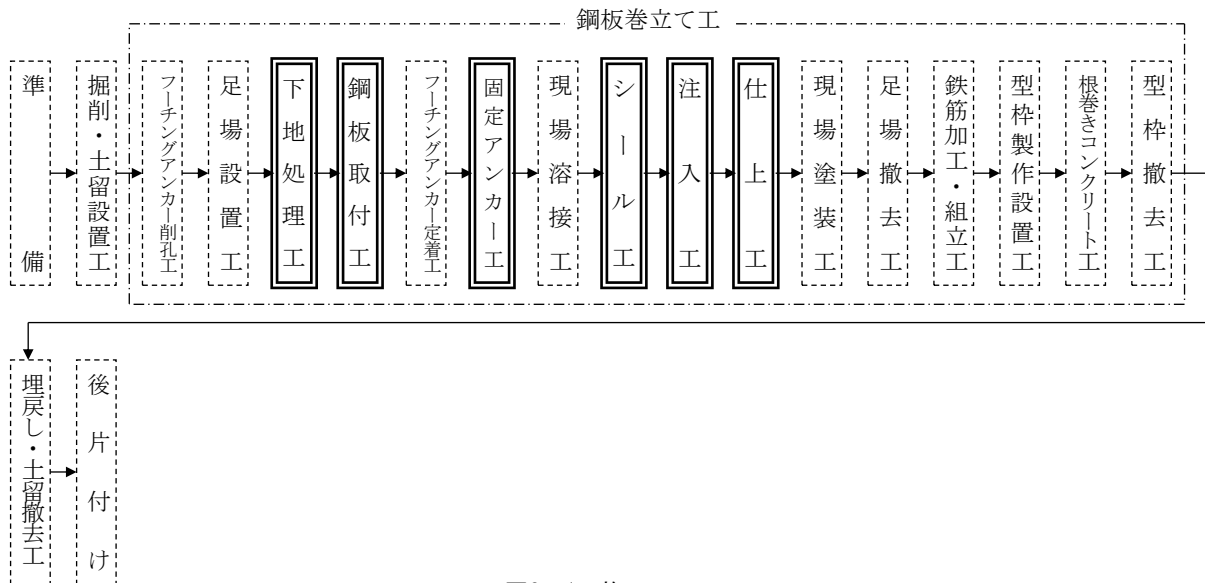 鋼板巻立て工
準備
掘削・土留設置工
フーチングアンカー削孔工
足場設置工
下地処理工
鋼板取付工
フーチングアンカー定着工
固定アンカー工
現場溶接工
シール工
注入工
仕上工
現場塗装工
足場撤去工
鉄筋加工・組立工
型枠製作設置工
根巻きコンクリート工
型枠撤去工
埋戻し・土留撤去工
後片付け